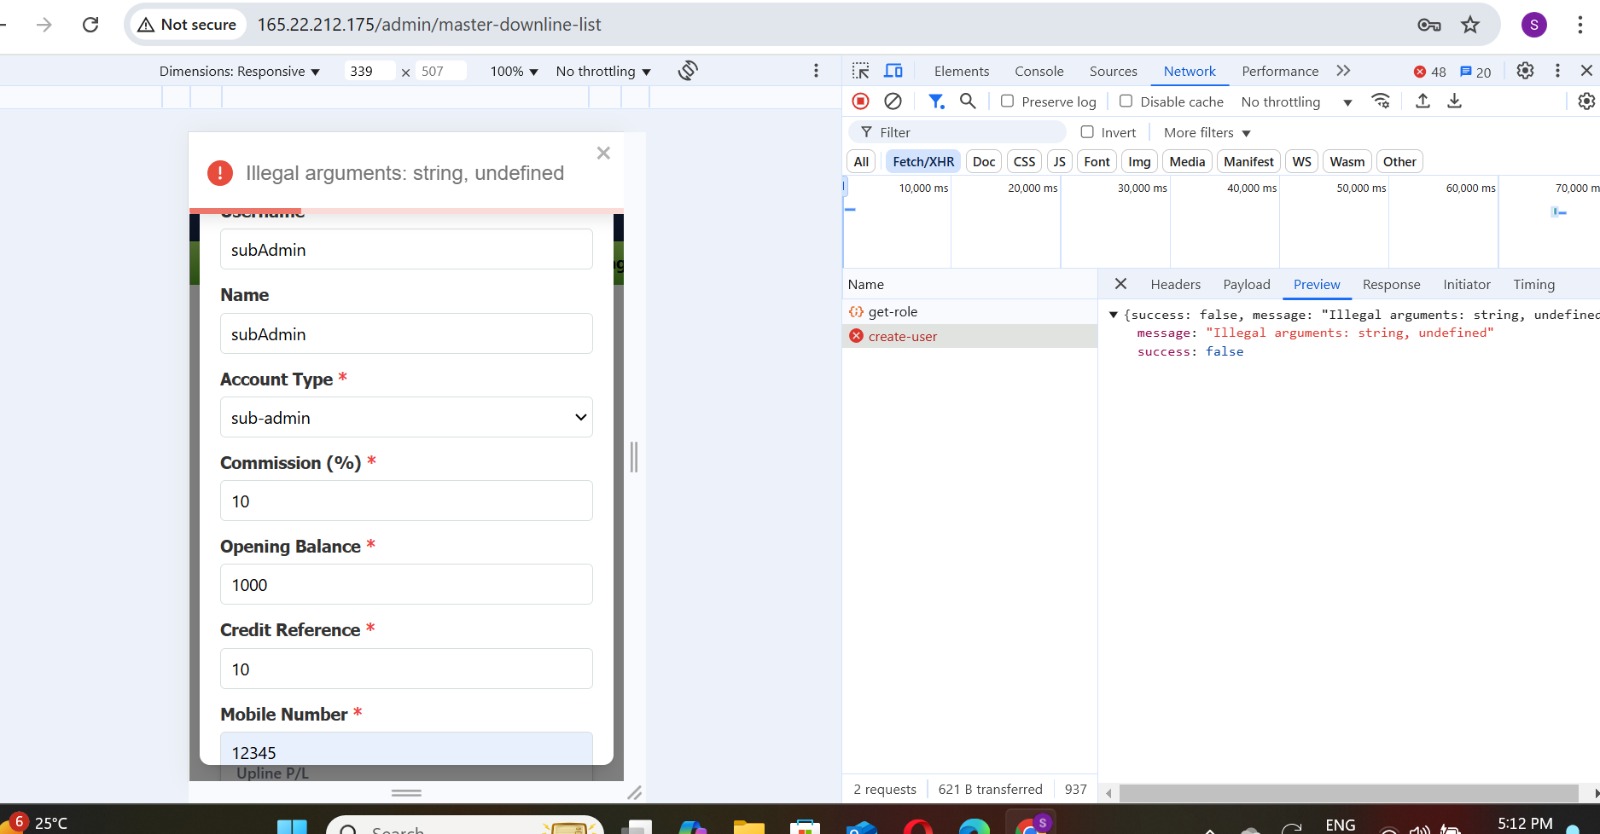 Not secure 165.22.212.175/admin/master-downline-list S
Dimensions: Responsive 339 × 507 100% No throttling
Elements Console Sources Network Performance 48 20
Preserve log Disable cache No throttling
Filter Invert More filters
All Fetch/XHR Doc CSS JS Font Img Media Manifest WS Wasm Other
10,000 ms 20,000 ms 30,000 ms 40,000 ms 50,000 ms 60,000 ms 70,000 m
Illegal arguments: string, undefined
Username
subAdmin
Name
subAdmin
Account Type *
sub-admin
Commission (%) *
10
Opening Balance *
1000
Credit Reference *
10
Mobile Number *
12345
Upline P/L
Name
get-role
create-user
Headers Payload Preview Response Initiator Timing
{success: false, message: "Illegal arguments: string, undefined
message: "Illegal arguments: string, undefined"
success: false
2 requests 621 B transferred 937
6 25°C
Search
S
ENG
5:12 PM